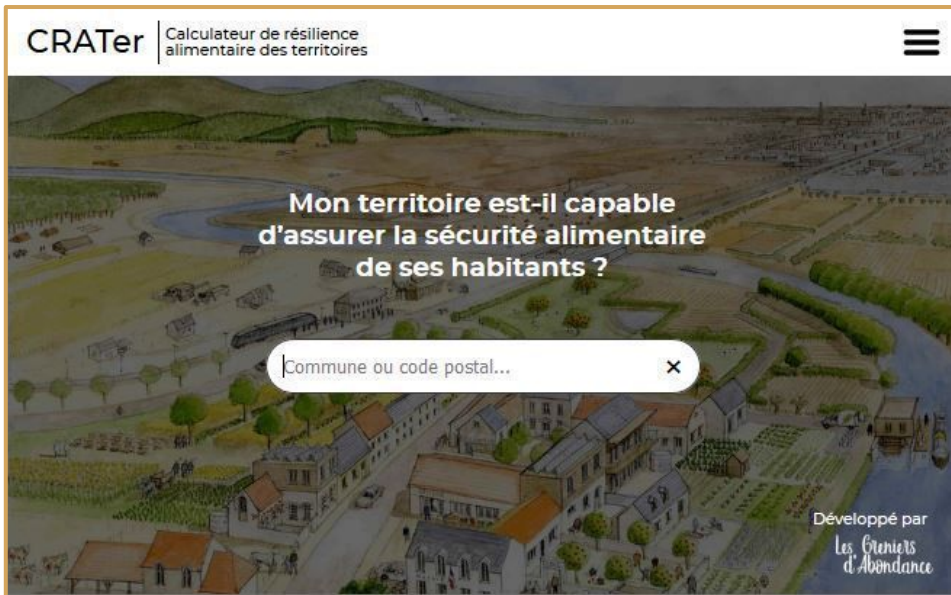 CRATer
Calculateur de résilience
alimentaire des territoires
Mon territoire est-il capable
d'assurer la sécurité alimentaire
de ses habitants ?
Commune ou code postal...
Développé par
Les Greniers
d'Abondance